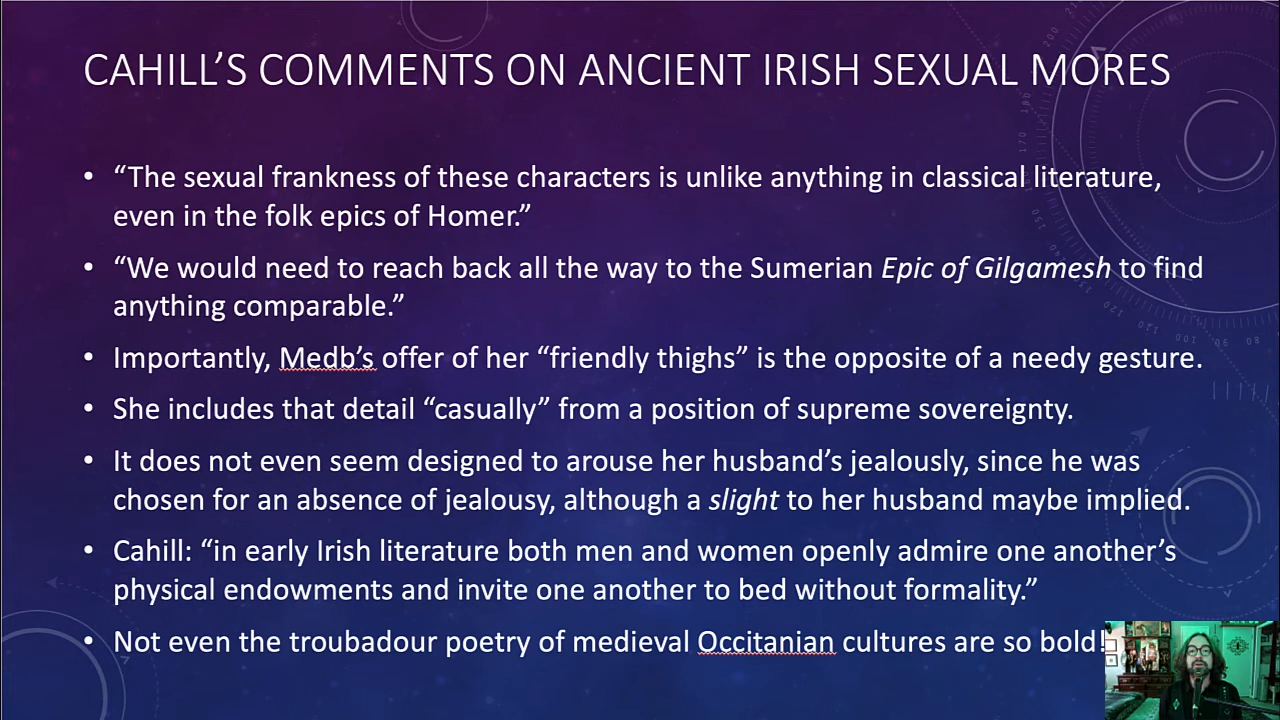 CAHILL’S COMMENTS ON ANCIENT IRISH SEXUAL MORES
• “The sexual frankness of these characters is unlike anything in classical literature,
even in the folk epics of Homer.”
• “We would need to reach back all the way to the Sumerian Epic of Gilgamesh to find
anything comparable.”
• Importantly, Medb’s offer of her “friendly thighs” is the opposite of a needy gesture.
• She includes that detail “casually” from a position of supreme sovereignty.
• It does not even seem designed to arouse her husband’s jealously, since he was
chosen for an absence of jealousy, although a slight to her husband maybe implied.
• Cahill: “in early Irish literature both men and women openly admire one another’s
physical endowments and invite one another to bed without formality.”
• Not even the troubadour poetry of medieval Occitanian cultures are so bold!